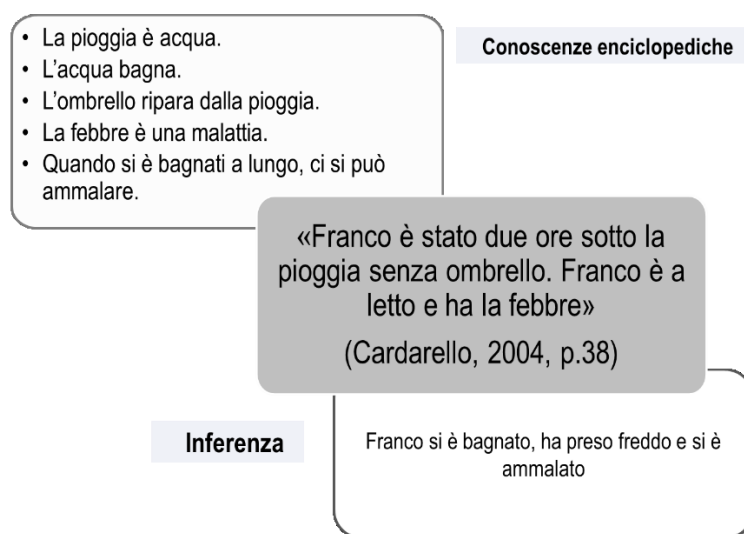 • La pioggia è acqua.
• L'acqua bagna.
• L'ombrello ripara dalla pioggia.
• La febbre è una malattia.
• Quando si è bagnati a lungo, ci si può
ammalare.
Conoscenze enciclopediche
«Franco è stato due ore sotto la
pioggia senza ombrello. Franco è a
letto e ha la febbre»
(Cardarello, 2004, p.38)
Inferenza
Franco si è bagnato, ha preso freddo e si è
ammalato